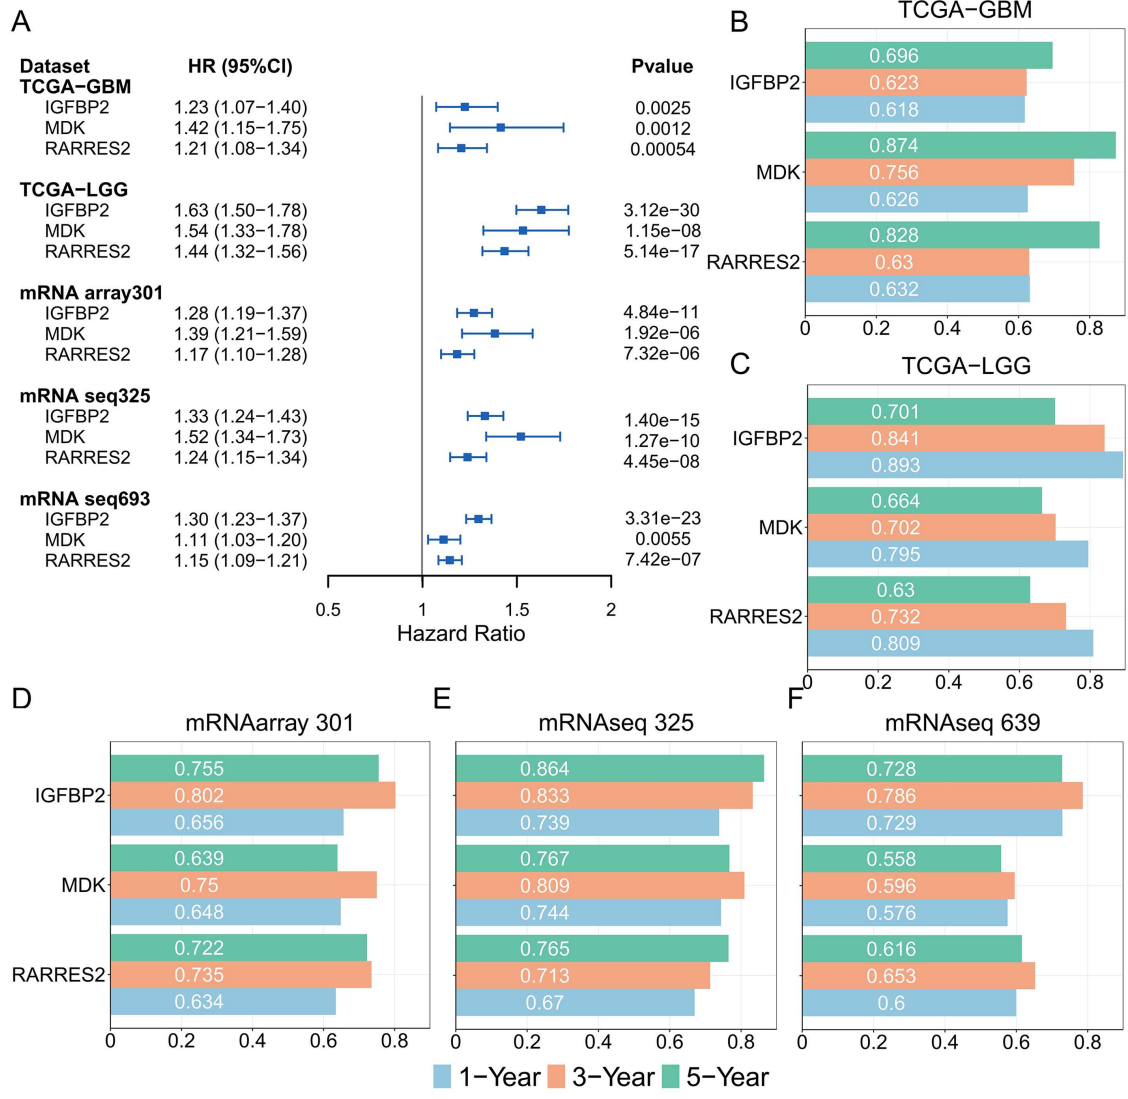 A
Dataset HR (95%CI) Pvalue
TCGA−GBM
IGFBP2 1.23 (1.07−1.40) 0.0025
MDK 1.42 (1.15−1.75) 0.0012
RARRES2 1.21 (1.08−1.34) 0.00054
TCGA−LGG
IGFBP2 1.63 (1.50−1.78) 3.12e−30
MDK 1.54 (1.33−1.78) 1.15e−08
RARRES2 1.44 (1.32−1.56) 5.14e−17
mRNA array301
IGFBP2 1.28 (1.19−1.37) 4.84e−11
MDK 1.39 (1.21−1.59) 1.92e−06
RARRES2 1.17 (1.10−1.28) 7.32e−06
mRNA seq325
IGFBP2 1.33 (1.24−1.43) 1.40e−15
MDK 1.52 (1.34−1.73) 1.27e−10
RARRES2 1.24 (1.15−1.34) 4.45e−08
mRNA seq693
IGFBP2 1.30 (1.23−1.37) 3.31e−23
MDK 1.11 (1.03−1.20) 0.0055
RARRES2 1.15 (1.09−1.21) 7.42e−07
0.5 1 1.5 2
Hazard Ratio
B
TCGA−GBM
0.696
IGFBP2 0.623
0.618
0.874
MDK 0.756
0.626
0.828
RARRES2 0.63
0.632
0 0.2 0.4 0.6 0.8
C
TCGA−LGG
0.701
IGFBP2 0.841
0.893
0.664
MDK 0.702
0.795
0.63
RARRES2 0.732
0.809
0 0.2 0.4 0.6 0.8
D
mRNAarray 301
0.755
IGFBP2 0.802
0.656
0.639
MDK 0.75
0.648
0.722
RARRES2 0.735
0.634
0 0.2 0.4 0.6 0.8
E
mRNAseq 325
0.864
0.833
0.739
0.767
0.809
0.744
0.765
0.713
0.67
0 0.2 0.4 0.6 0.8
F
mRNAseq 639
0.728
0.786
0.729
0.558
0.596
0.576
0.616
0.653
0.6
0 0.2 0.4 0.6 0.8
1−Year 3−Year 5−Year